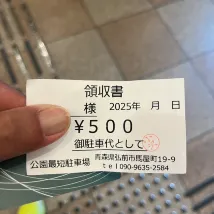 領収書
様 2025年 月 日
¥500
御駐車代として
公園最短駐車場 青森県弘前市馬屋町19-9
tel090-9635-2584